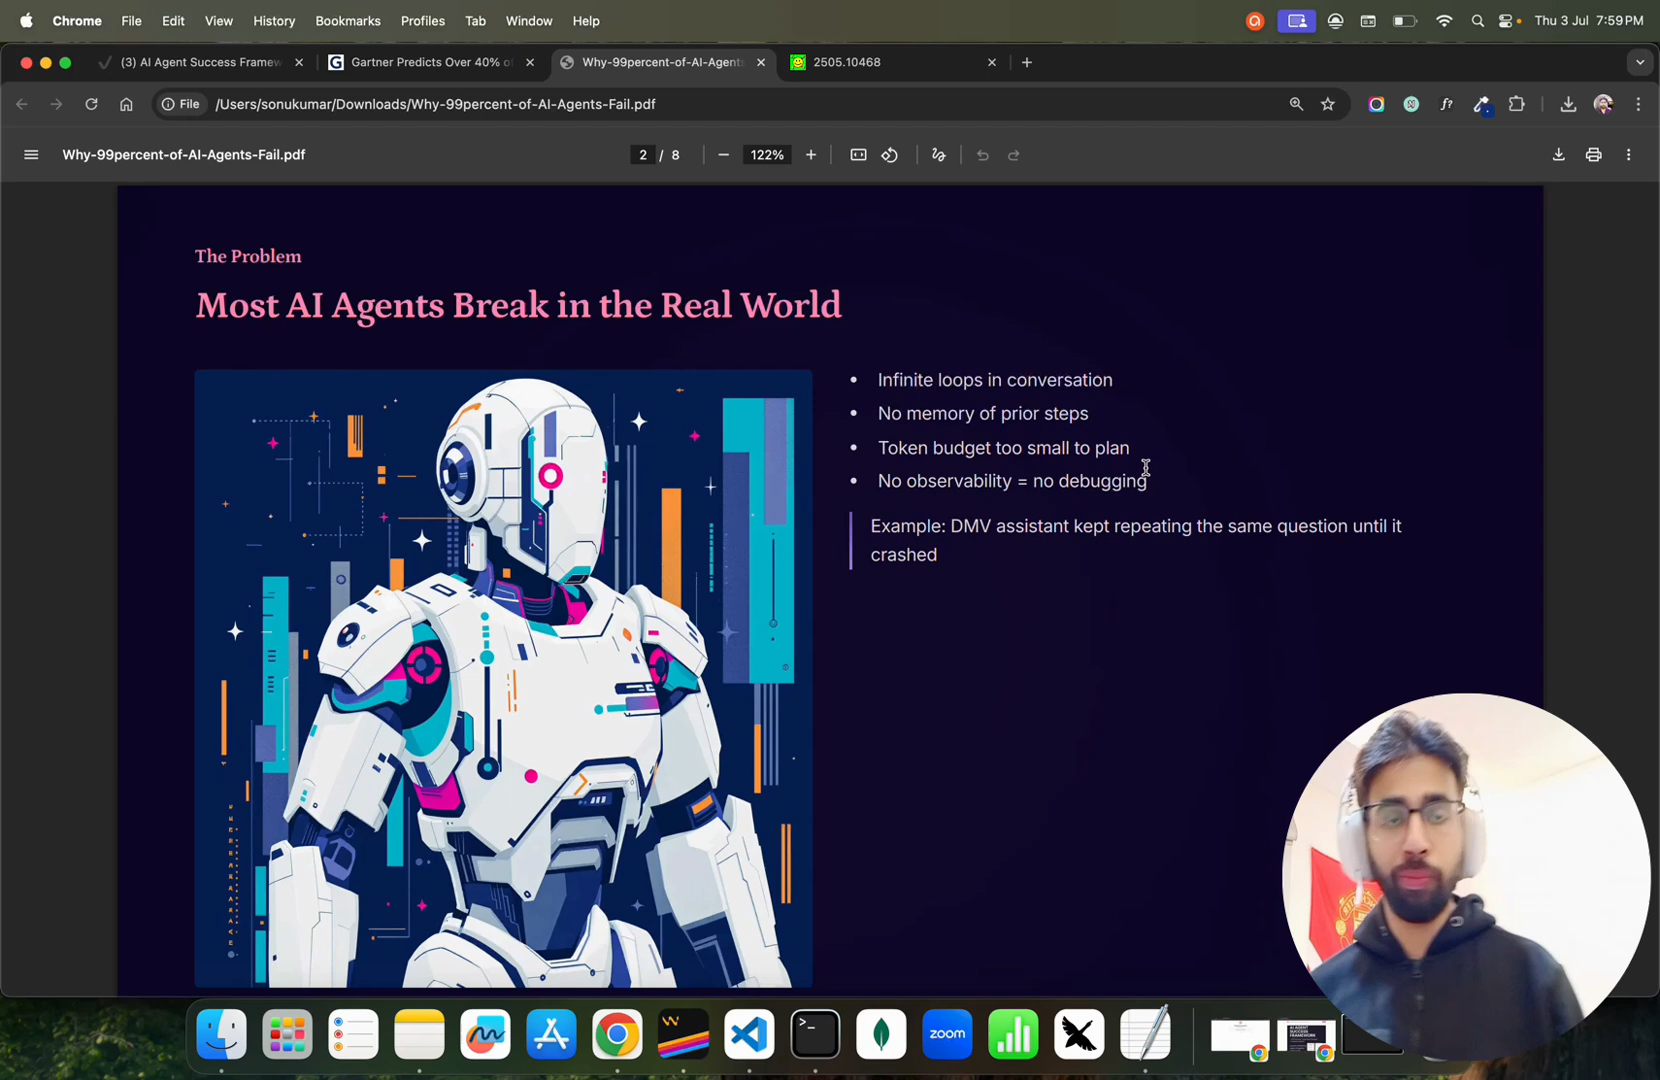 Chrome File Edit View History Bookmarks Profiles Tab Window Help Thu 3 Jul 7:59 PM
(3) AI Agent Success Framew
Gartner Predicts Over 40% of
Why-99percent-of-AI-Agents
2505.10468
File /Users/sonukumar/Downloads/Why-99percent-of-AI-Agents-Fail.pdf
Why-99percent-of-AI-Agents-Fail.pdf 2 / 8 122%
The Problem
Most AI Agents Break in the Real World
• Infinite loops in conversation
• No memory of prior steps
• Token budget too small to plan
• No observability = no debugging
Example: DMV assistant kept repeating the same question until it
crashed
zoom